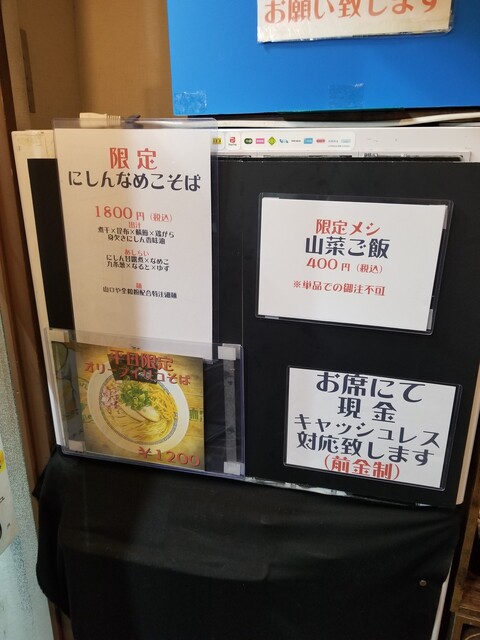 お願い致します
限定
にしんなめこそば
1800円（税込）
出汁
煮干×昆布×鯖節×鶏がら
身欠きにしん香味油
あしらい
にしん甘露煮×なめこ
九条葱×なると×ゆず
麺
山口や全粒粉配合特注細麺
限定メシ
山菜ご飯
400円（税込）
※単品での御注不可
平日限定
¥1200
お席にて
現金
キャッシュレス
対応致します
（前金制）